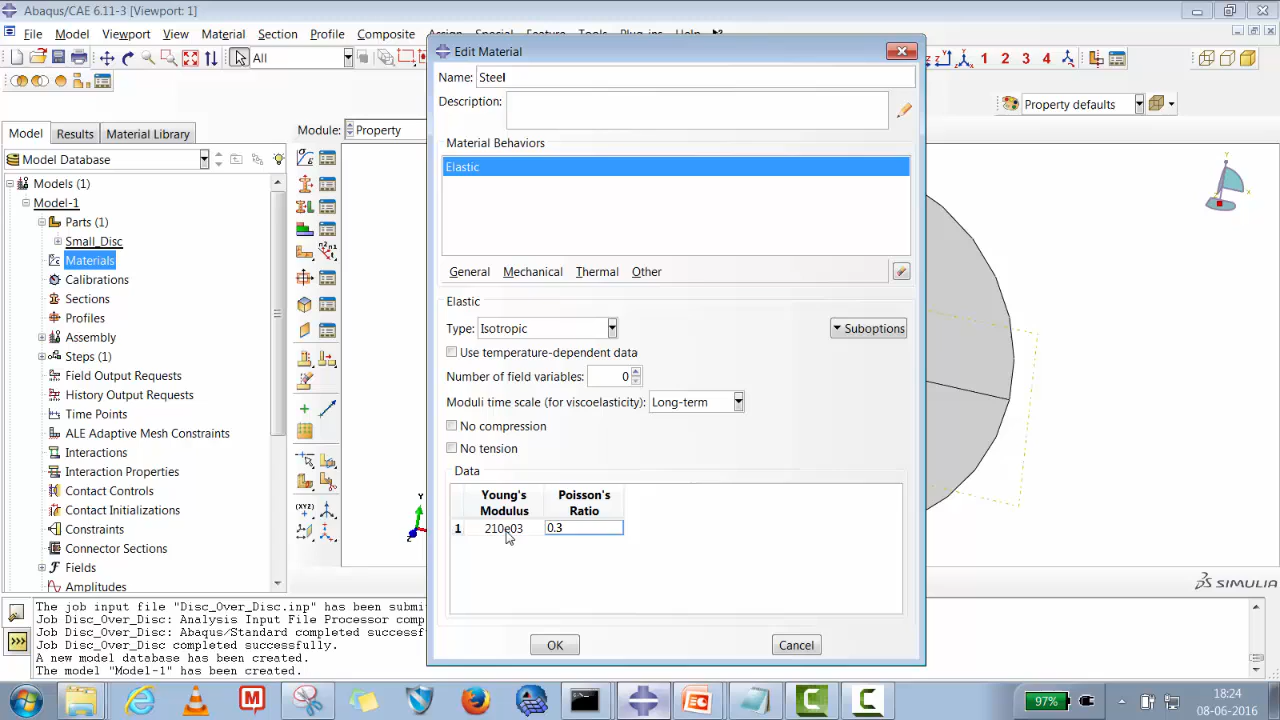 Abaqus/CAE 6.11-3 [Viewport: 1]
File Model Viewport View Material Section Profile Composite
All
1 2 3 4
Property defaults
Model Results Material Library
Module: Property
Model Database
Models (1)
Model-1
Parts (1)
Small_Disc
Materials
Calibrations
Sections
Profiles
Assembly
Steps (1)
Field Output Requests
History Output Requests
Time Points
ALE Adaptive Mesh Constraints
Interactions
Interaction Properties
Contact Controls
Contact Initializations
Constraints
Connector Sections
Fields
Amplitudes
Edit Material
Name: Steel
Description:
Material Behaviors
Elastic
General Mechanical Thermal Other
Elastic
Type: Isotropic
Suboptions
Use temperature-dependent data
Number of field variables: 0
Moduli time scale (for viscoelasticity): Long-term
No compression
No tension
Data
Young's Modulus
Poisson's Ratio
1 210e03 0.3
OK Cancel
SIMULIA
The job input file "Disc_Over_Disc.inp" has been submi
Job Disc_Over_Disc: Analysis Input File Processor comp
Job Disc_Over_Disc: Abaqus/Standard completed successf
Job Disc_Over_Disc completed successfully.
A new model database has been created.
The model "Model-1" has been created.
97%
18:24
08-06-2016